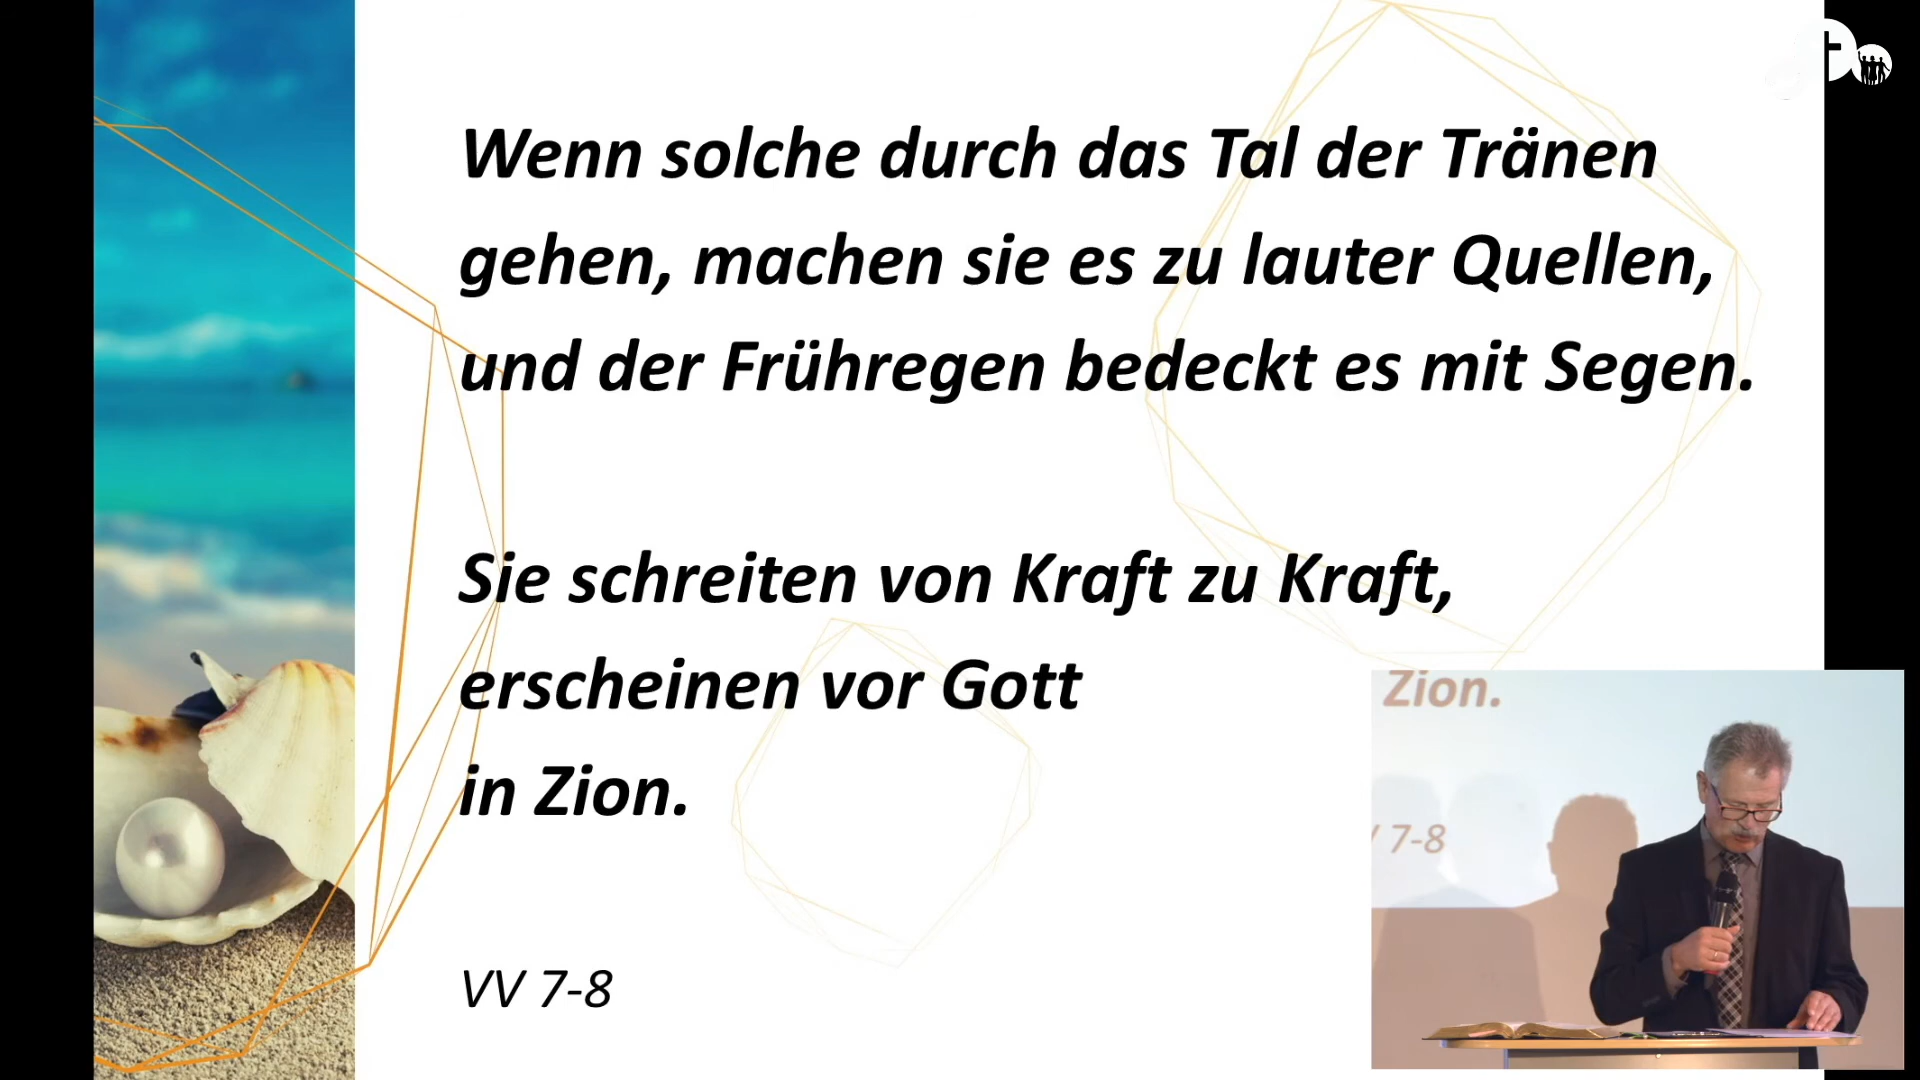 Wenn solche durch das Tal der Tränen
gehen, machen sie es zu lauter Quellen,
und der Frühregen bedeckt es mit Segen.
Sie schreiten von Kraft zu Kraft,
erscheinen vor Gott
in Zion.
VV 7-8
Zion.
7-8